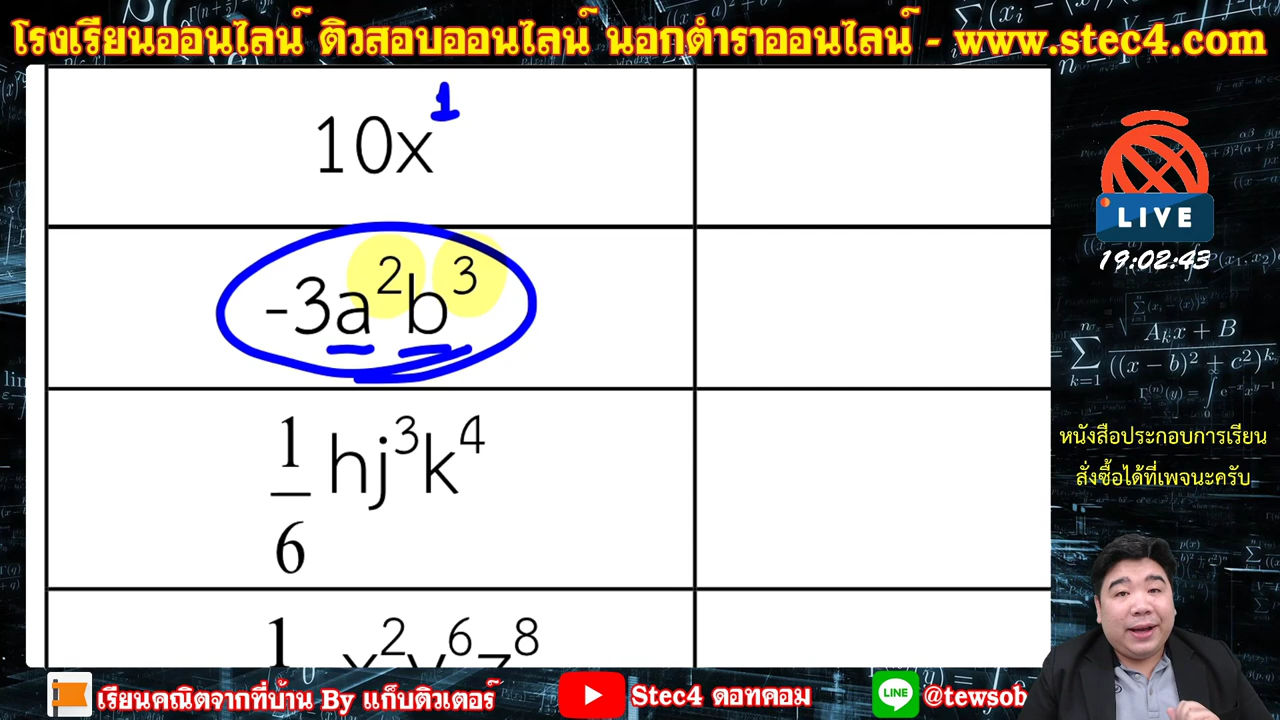 โรงเรียนออนไลน์ ติวสอบออนไลน์ นอกตำราออนไลน์ - www.stec4.com
10x¹
-3a²b³
1/6 hj³k⁴
1 x²y⁶z⁸
LIVE
19:02:43
หนังสือประกอบการเรียน
สั่งซื้อได้ที่เพจนะครับ
เรียนคณิตจากที่บ้าน By แก๊บติวเตอร์
Stec4 ดอทคอม
LINE
@tewsob